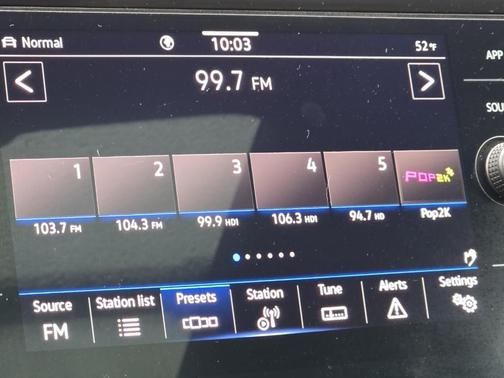 Normal 10:03 52 °F
APP
99.7 FM
SOU
1 2 3 4 5 POP2K
103.7 FM 104.3 FM 99.9 HD1 106.3 HD1 94.7 HD Pop2K
Source Station list Presets Station Tune Alerts Settings
FM